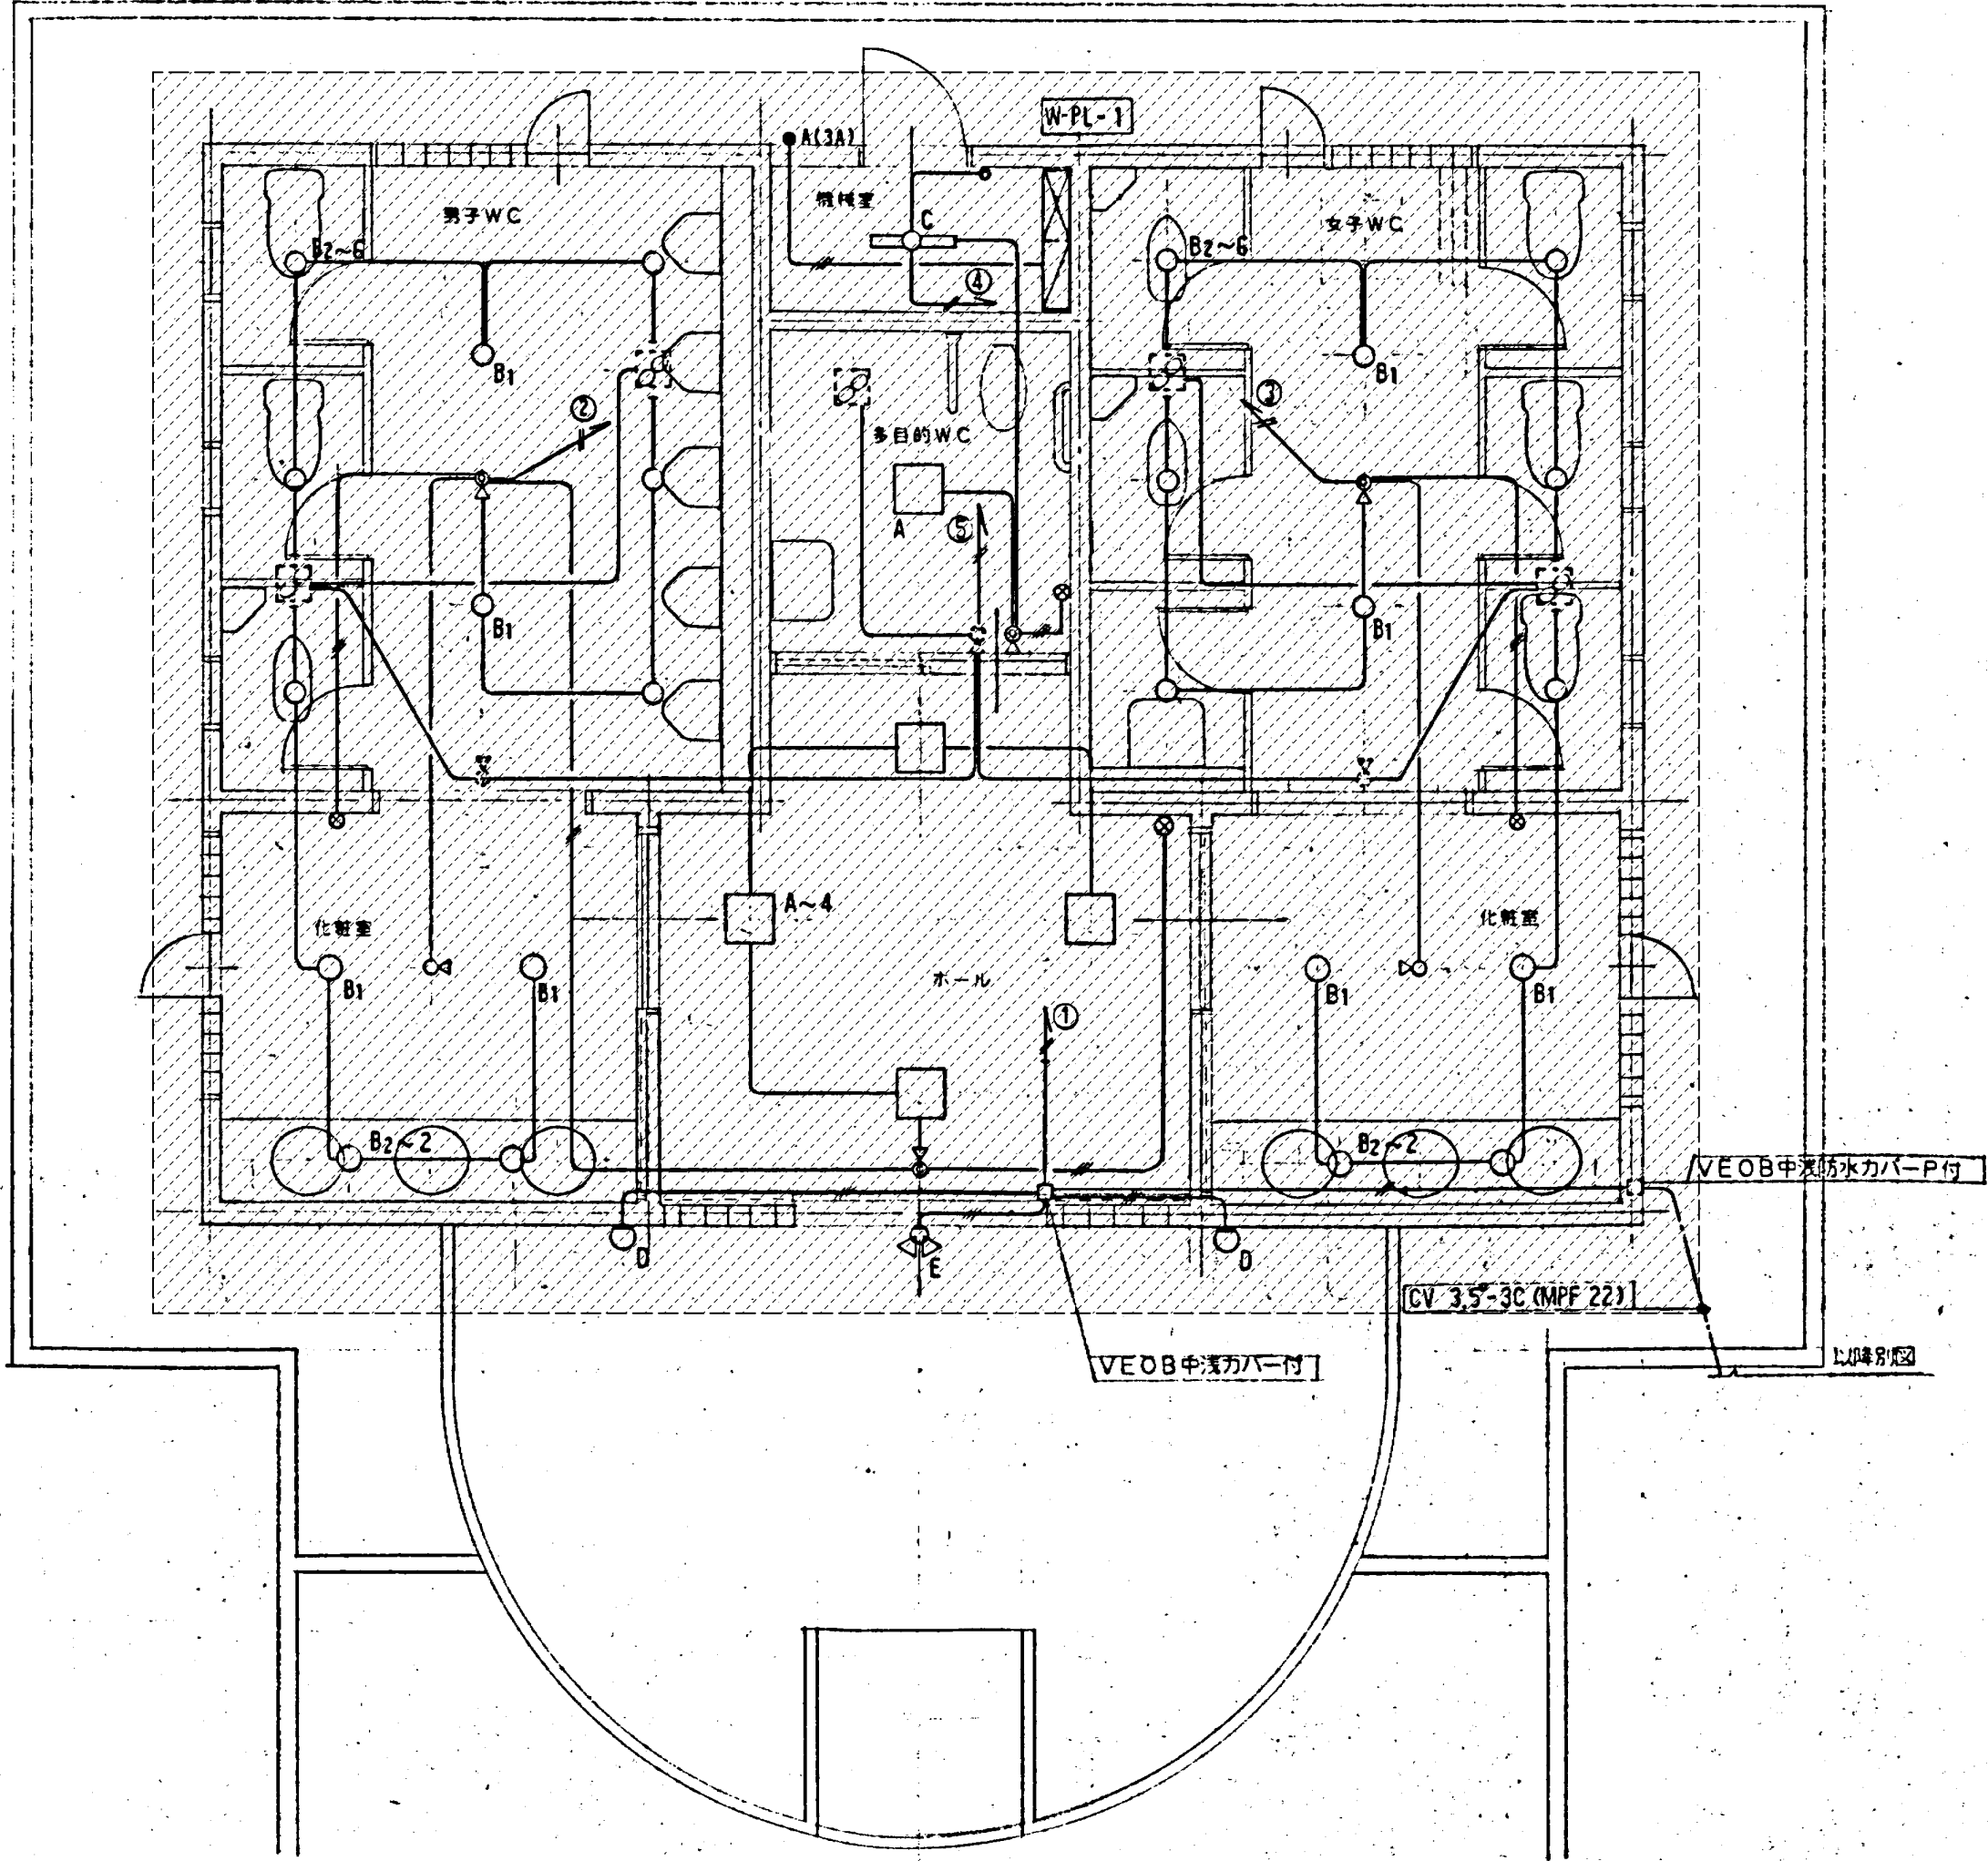 W-PL-1
A(3A)
機械室
C
男子WC
女子WC
B2~6
B2~6
④
B1
B1
②
③
多目的WC
A
⑤
B1
B1
A~4
化粧室
化粧室
ホール
B1
B1
B1
B1
①
B2~2
B2~2
VEOB中浅防水カバーP付
D
E
D
CV 3.5°-3C (MPF 22)
VEOB中浅カバー付
以降別図